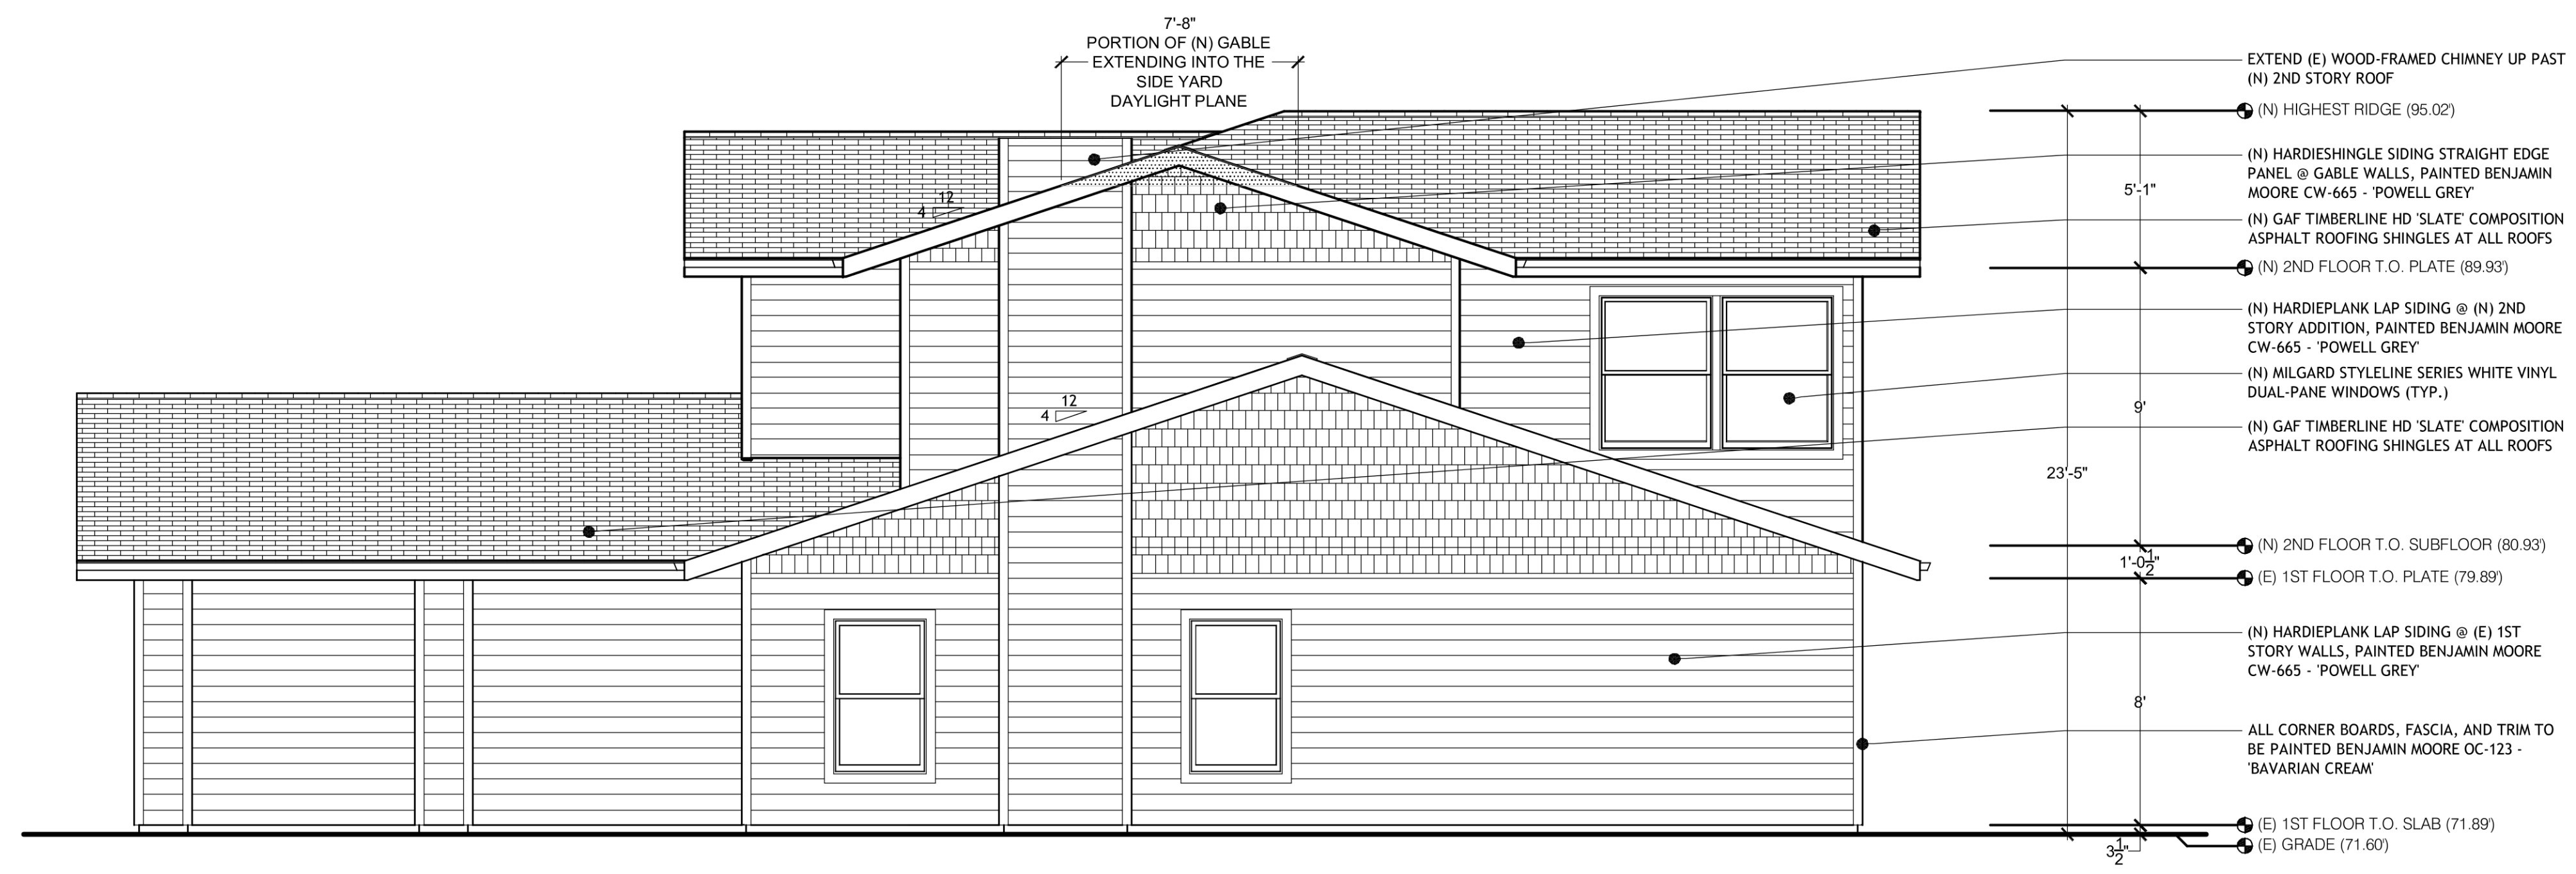 7'-8"
PORTION OF (N) GABLE
EXTENDING INTO THE
SIDE YARD
DAYLIGHT PLANE
12
4
12
4
EXTEND (E) WOOD-FRAMED CHIMNEY UP PAST
(N) 2ND STORY ROOF
(N) HIGHEST RIDGE (95.02')
(N) HARDIESHINGLE SIDING STRAIGHT EDGE
PANEL @ GABLE WALLS, PAINTED BENJAMIN
MOORE CW-665 - 'POWELL GREY'
5'-1"
(N) GAF TIMBERLINE HD 'SLATE' COMPOSITION
ASPHALT ROOFING SHINGLES AT ALL ROOFS
(N) 2ND FLOOR T.O. PLATE (89.93')
(N) HARDIEPLANK LAP SIDING @ (N) 2ND
STORY ADDITION, PAINTED BENJAMIN MOORE
CW-665 - 'POWELL GREY'
(N) MILGARD STYLELINE SERIES WHITE VINYL
DUAL-PANE WINDOWS (TYP.)
9'
(N) GAF TIMBERLINE HD 'SLATE' COMPOSITION
ASPHALT ROOFING SHINGLES AT ALL ROOFS
23'-5"
(N) 2ND FLOOR T.O. SUBFLOOR (80.93')
1'-0 1/2"
(E) 1ST FLOOR T.O. PLATE (79.89')
(N) HARDIEPLANK LAP SIDING @ (E) 1ST
STORY WALLS, PAINTED BENJAMIN MOORE
CW-665 - 'POWELL GREY'
8'
ALL CORNER BOARDS, FASCIA, AND TRIM TO
BE PAINTED BENJAMIN MOORE OC-123 -
'BAVARIAN CREAM'
(E) 1ST FLOOR T.O. SLAB (71.89')
(E) GRADE (71.60')
3 1/2"